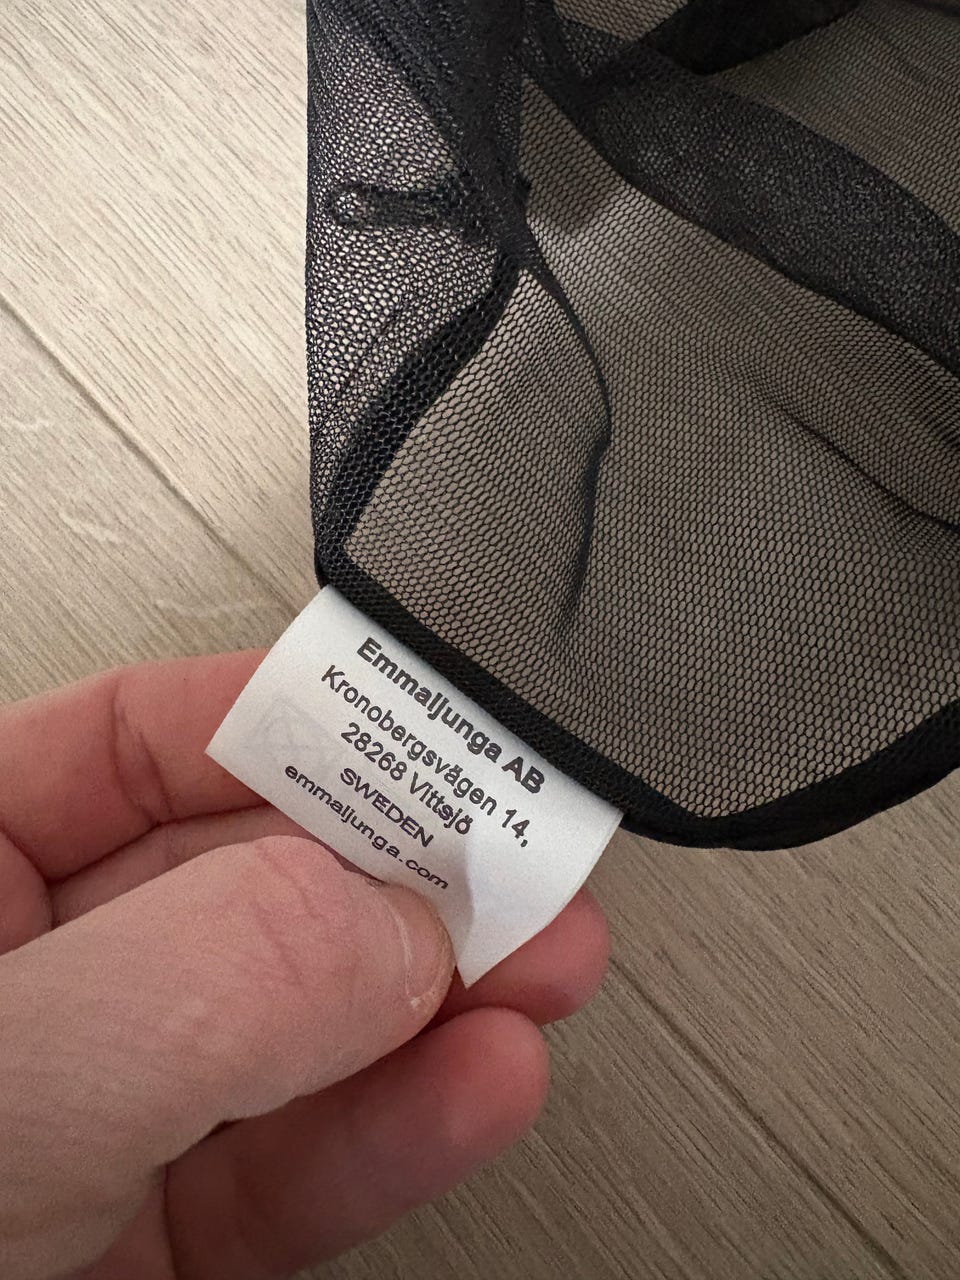 Emmaljunga AB
Kronobergsvägen 14,
28268 Vittsjö
SWEDEN
emmaljunga.com